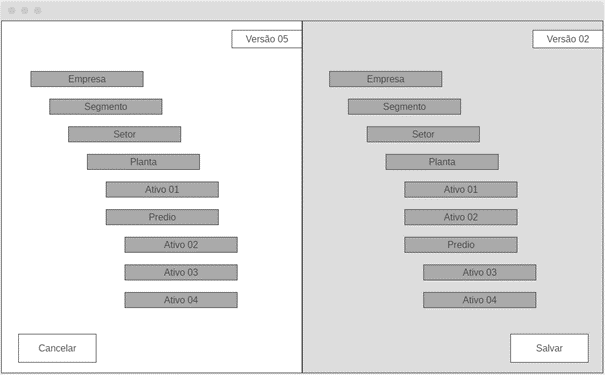 Versão 05
Empresa
Segmento
Setor
Planta
Ativo 01
Predio
Ativo 02
Ativo 03
Ativo 04
Cancelar
Versão 02
Empresa
Segmento
Setor
Planta
Ativo 01
Ativo 02
Predio
Ativo 03
Ativo 04
Salvar